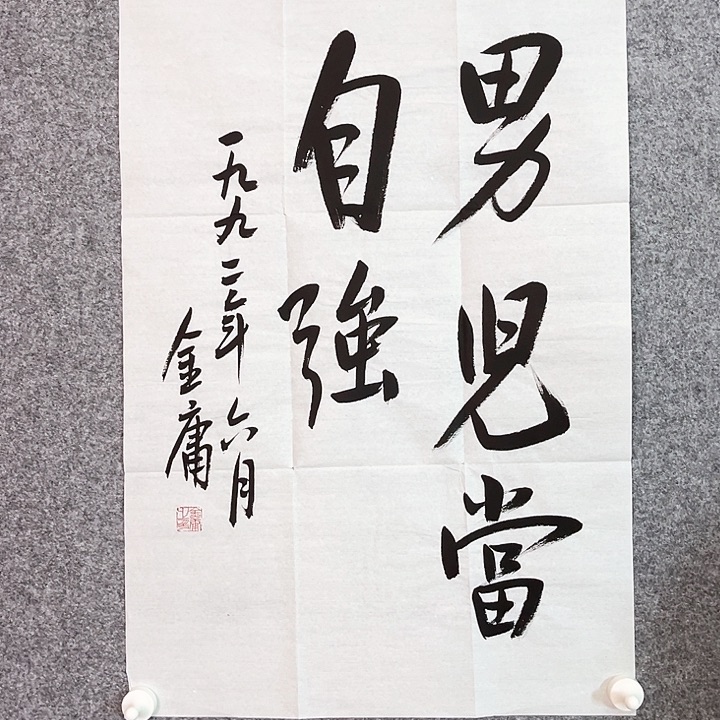 男兒當
自強
一九九二年六月
金庸